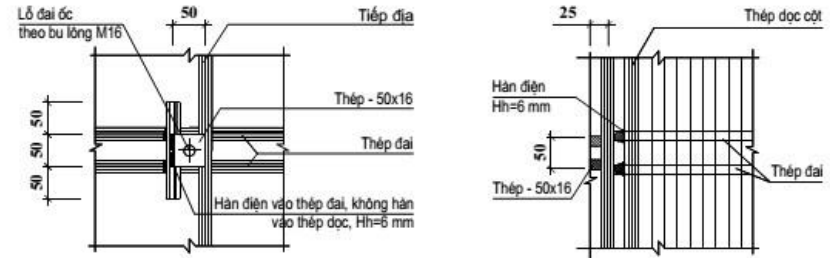 Lỗ đai ốc
theo bu lông M16
50
Tiếp địa
Thép - 50x16
Thép đai
50
50
50
Hàn điện vào thép đai, không hàn
vào thép dọc, Hh=6 mm
25
Thép dọc cột
Hàn điện
Hh=6 mm
50
Thép đai
Thép - 50x16